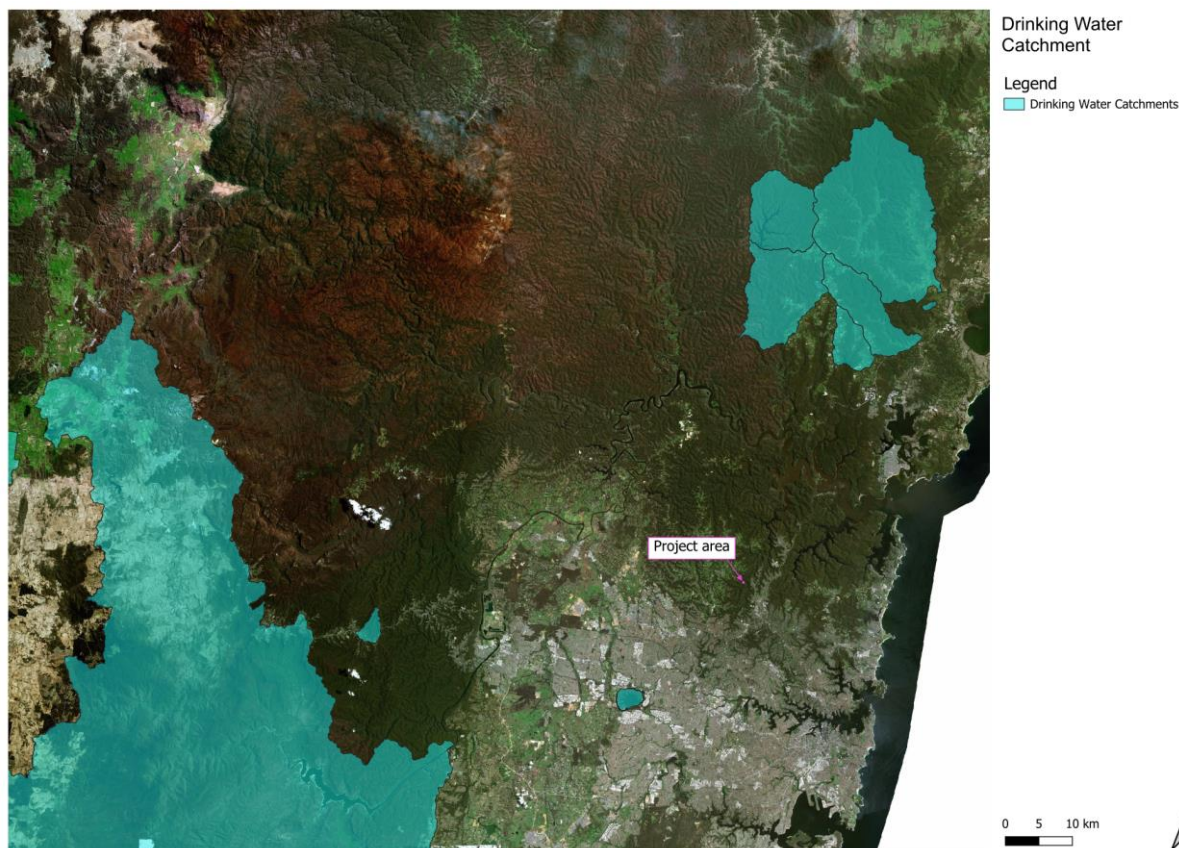 Drinking Water
Catchment
Legend
Drinking Water Catchments
Project area
0 5 10 km